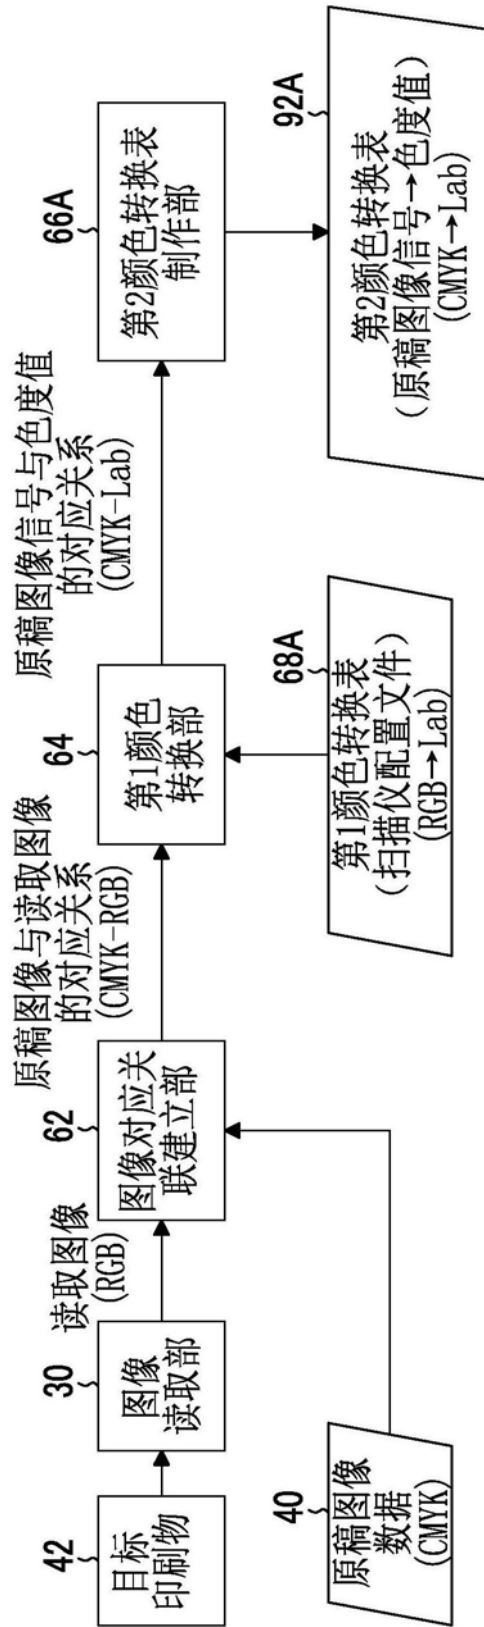 42
目标
印刷物
30
图像
读取部
读取图像
(RGB)
62
图像对应关
联建立部
原稿图像与读取图像
的对应关系
(CMYK-RGB)
64
第1颜色
转换部
原稿图像信号与色度值
的对应关系
(CMYK-Lab)
66A
第2颜色转换表
制作部
40
原稿图像
数据
(CMYK)
68A
第1颜色转换表
(扫描仪配置文件)
(RGB→Lab)
92A
第2颜色转换表
(原稿图像信号→色度值)
(CMYK→Lab)